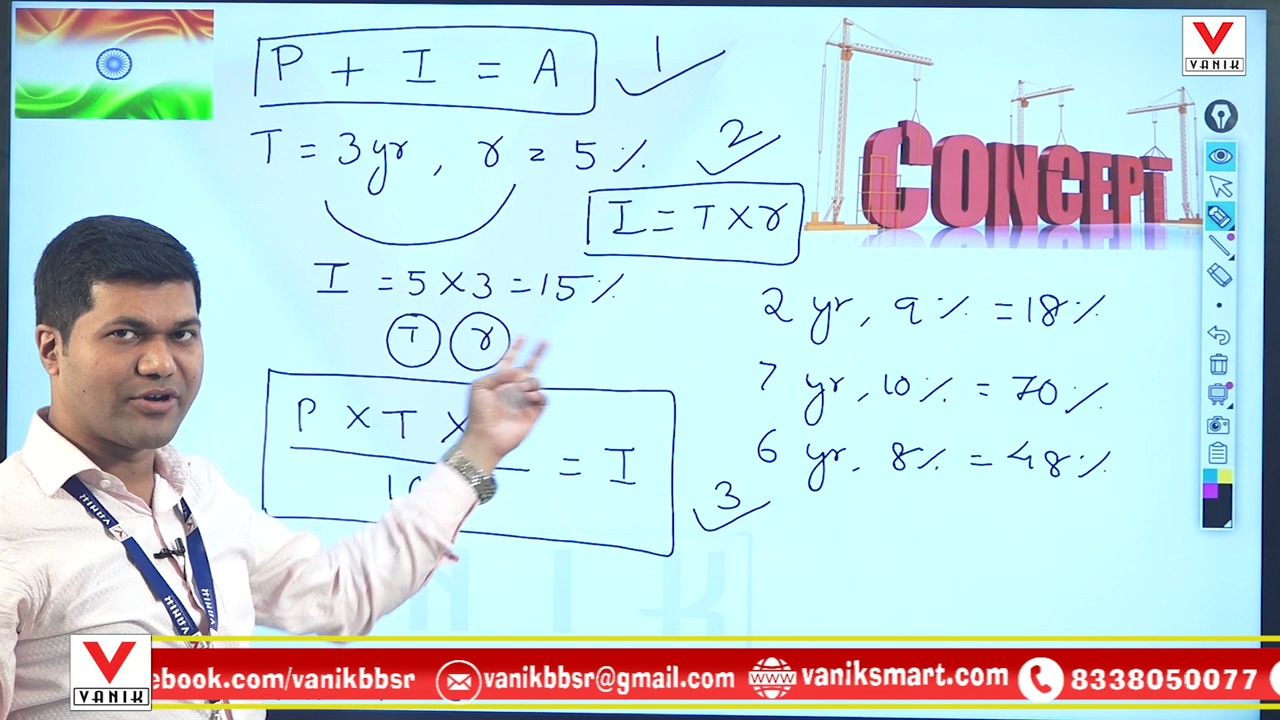 P + I = A
1
T = 3yr, r = 5%
2
I = T × r
I = 5 × 3 = 15%
T r
P × T ×
= I
3
2 yr, 9% = 18%
7 yr, 10% = 70%
6 yr, 8% = 48%
CONCEPT
VANIK
VANIK
ebook.com/vanikbbsr vanikbbsr@gmail.com www.vaniksmart.com 8338050077